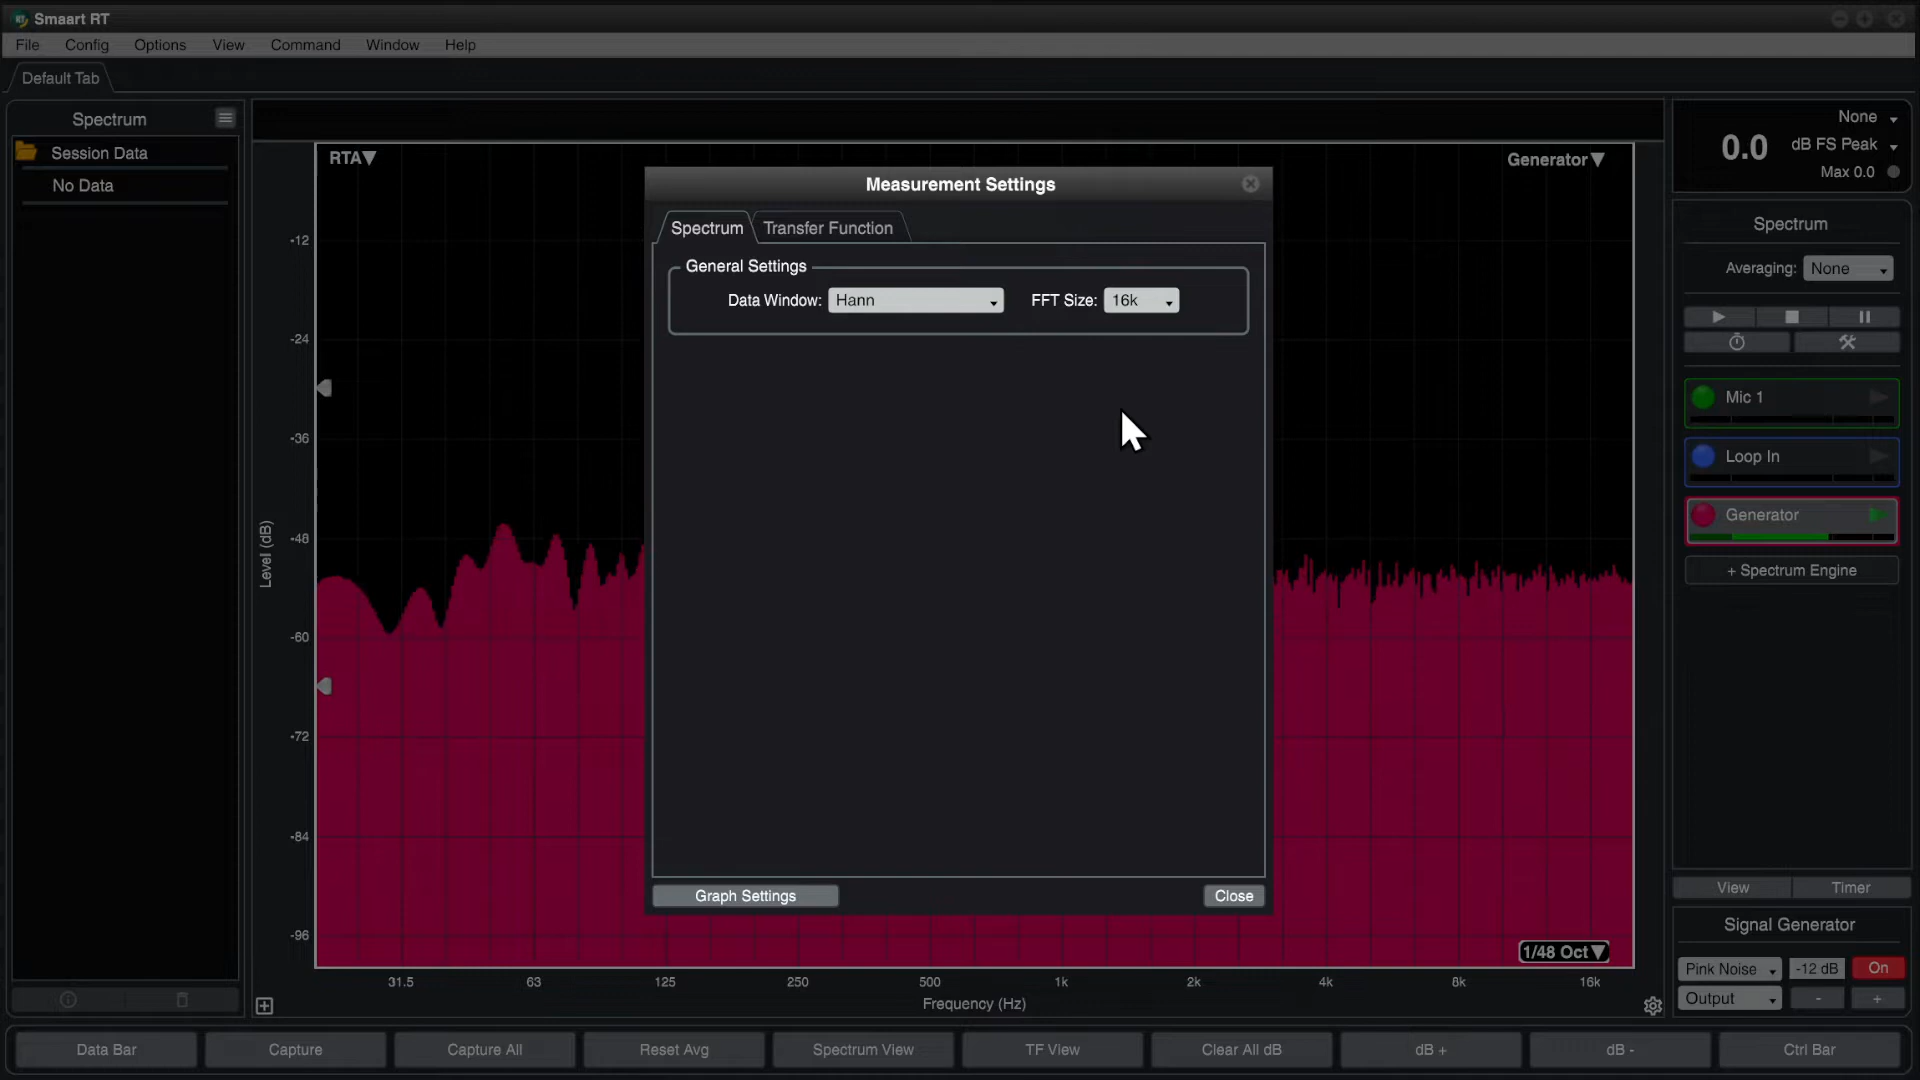 Smaart RT
File Config Options View Command Window Help
Default Tab
Spectrum
Session Data
No Data
RTA
Generator
-12
-24
-36
-48
-60
-72
-84
-96
Level (dB)
31.5 63 125 250 500 1k 2k 4k 8k 16k
Frequency (Hz)
1/48 Oct
Measurement Settings
Spectrum Transfer Function
General Settings
Data Window: Hann FFT Size: 16k
Graph Settings Close
None
0.0 dB FS Peak
Max 0.0
Spectrum
Averaging: None
Mic 1
Loop In
Generator
+ Spectrum Engine
View Timer
Signal Generator
Pink Noise -12 dB On
Output - +
Data Bar Capture Capture All Reset Avg Spectrum View TF View Clear All dB dB + dB - Ctrl Bar